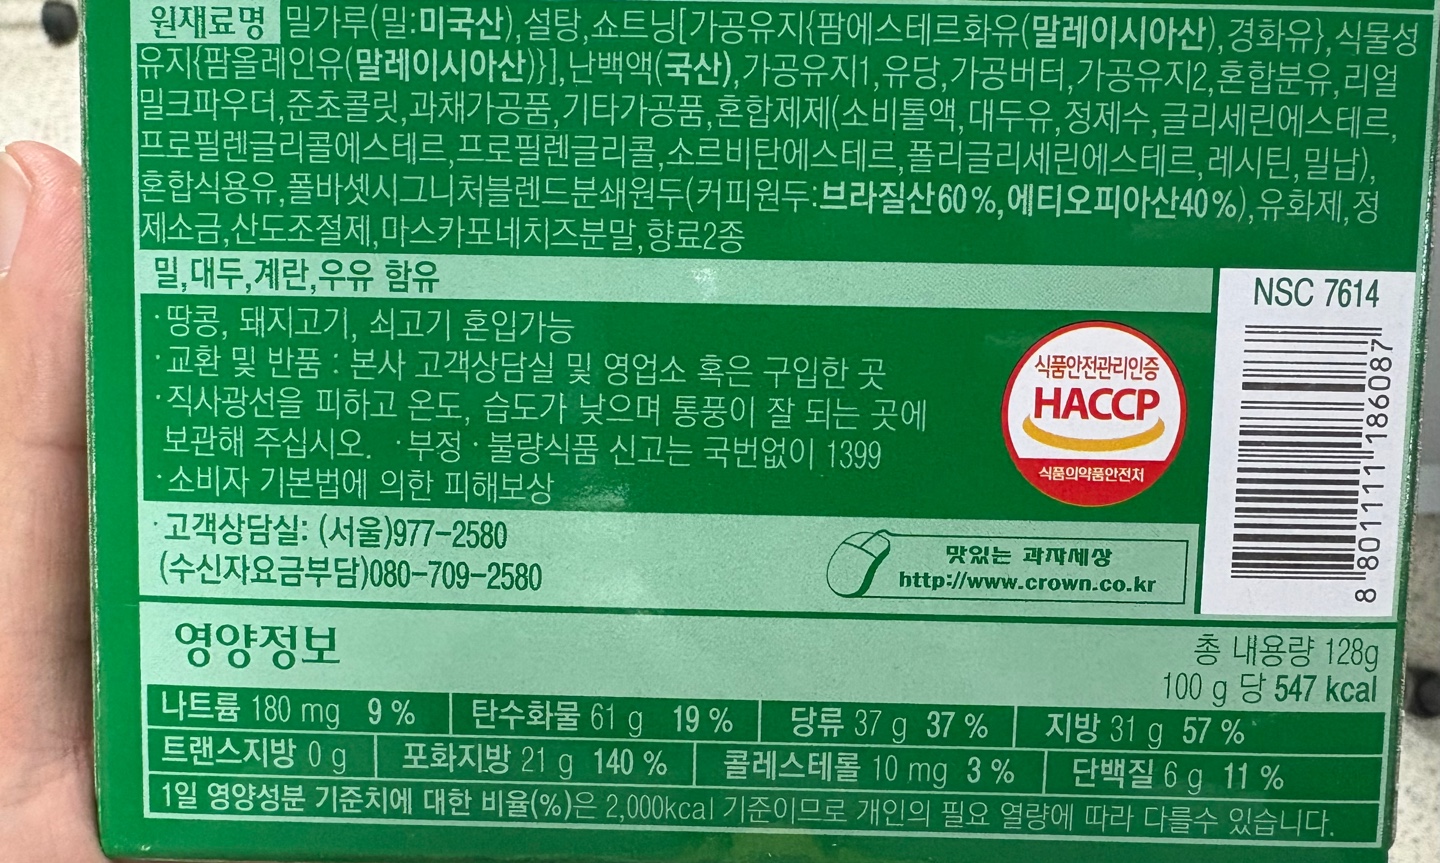 원재료명 밀가루(밀:미국산),설탕,쇼트닝[가공유지{팜에스테르화유(말레이시아산),경화유},식물성
유지{팜올레인유(말레이시아산)}],난백액(국산),가공유지1,유당,가공버터,가공유지2,혼합분유,리얼
밀크파우더,준초콜릿,과채가공품,기타가공품,혼합제제(소비톨액,대두유,정제수,글리세린에스테르,
프로필렌글리콜에스테르,프로필렌글리콜,소르비탄에스테르,폴리글리세린에스테르,레시틴,밀납),
혼합식용유,폴바셋시그니처블렌드분쇄원두(커피원두:브라질산60%,에티오피아산40%),유화제,정
제소금,산도조절제,마스카포네치즈분말,향료2종
밀,대두,계란,우유 함유
·땅콩, 돼지고기, 쇠고기 혼입가능
·교환 및 반품 : 본사 고객상담실 및 영업소 혹은 구입한 곳
·직사광선을 피하고 온도, 습도가 낮으며 통풍이 잘 되는 곳에
보관해 주십시오. ·부정·불량식품 신고는 국번없이 1399
·소비자 기본법에 의한 피해보상
식품안전관리인증
HACCP
식품의약품안전처
NSC 7614
8 801111 186087
·고객상담실: (서울)977-2580
(수신자요금부담)080-709-2580
맛있는 과자세상
http://www.crown.co.kr
영양정보
총 내용량 128g
100 g 당 547 kcal
나트륨 180 mg 9 % 탄수화물 61 g 19 % 당류 37 g 37 % 지방 31 g 57 %
트랜스지방 0 g 포화지방 21 g 140 % 콜레스테롤 10 mg 3 % 단백질 6 g 11 %
1일 영양성분 기준치에 대한 비율(%)은 2,000kcal 기준이므로 개인의 필요 열량에 따라 다를수 있습니다.